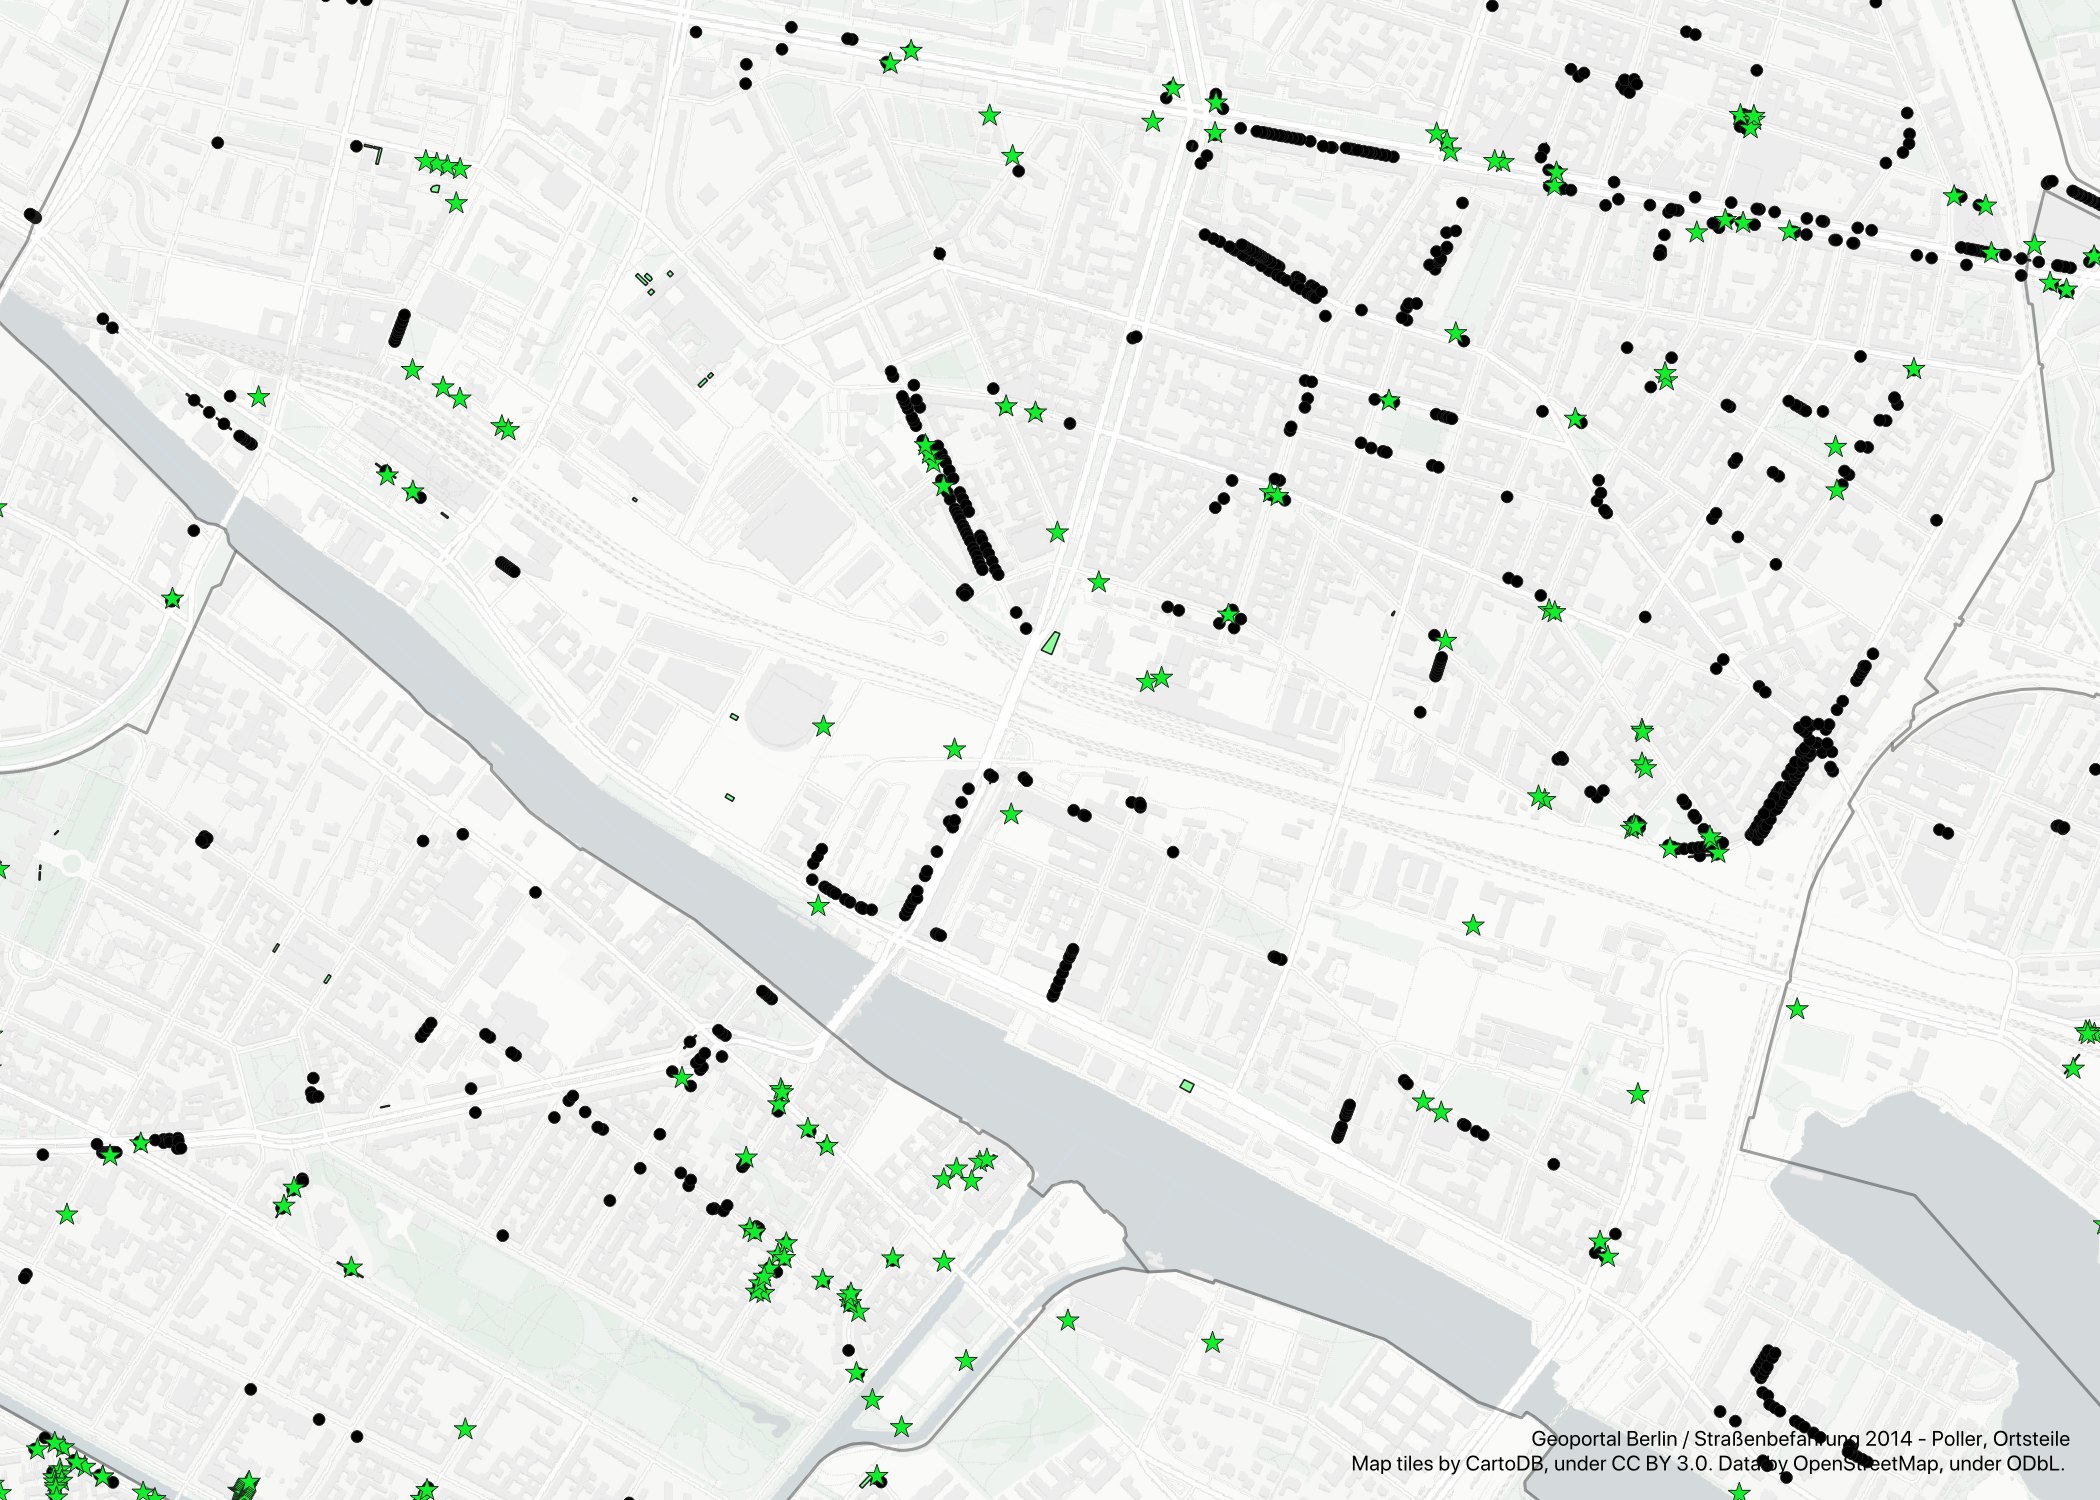 Geoportal Berlin / Straßenbefahrung 2014 - Poller, Ortsteile
Map tiles by CartoDB, under CC BY 3.0. Data by OpenStreetMap, under ODbL.